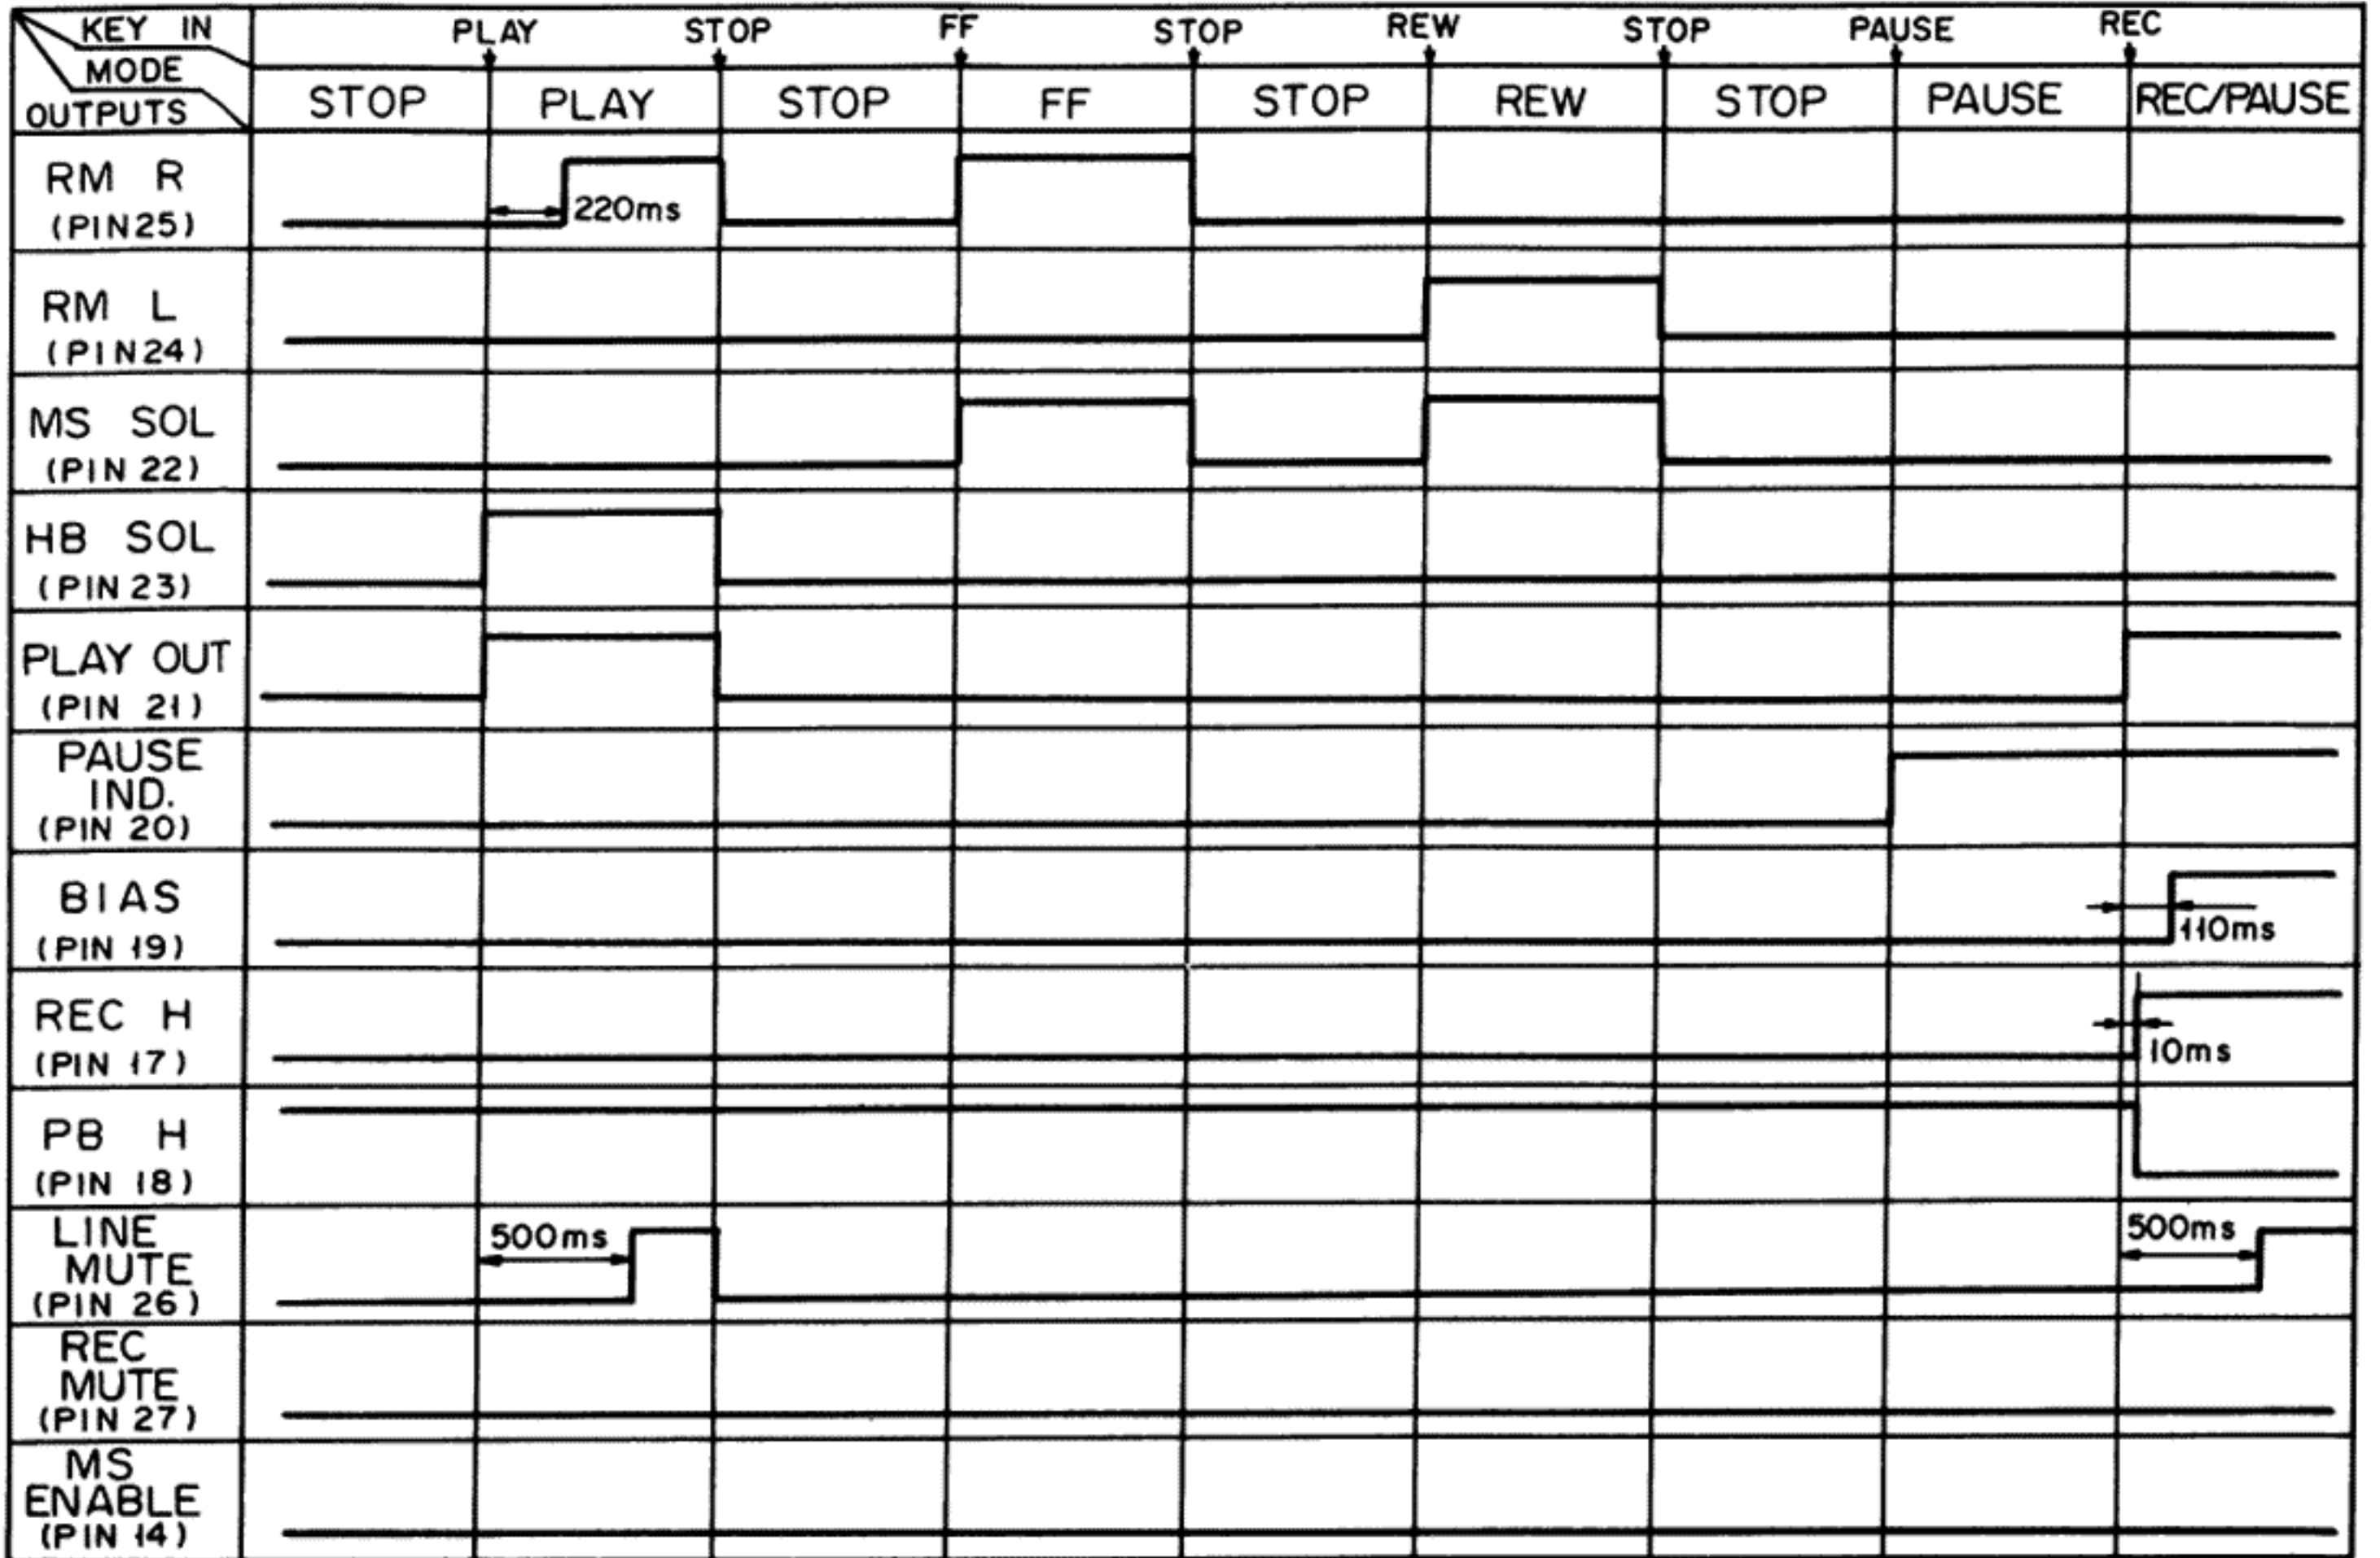 KEY IN PLAY STOP FF STOP REW STOP PAUSE REC
MODE
OUTPUTS STOP PLAY STOP FF STOP REW STOP PAUSE REC/PAUSE
RM R
(PIN25)
220ms
RM L
(PIN24)
MS SOL
(PIN 22)
HB SOL
(PIN 23)
PLAY OUT
(PIN 21)
PAUSE
IND.
(PIN 20)
BIAS
(PIN 19)
110ms
REC H
(PIN 17)
10ms
PB H
(PIN 18)
LINE
MUTE
(PIN 26)
500ms
500ms
REC
MUTE
(PIN 27)
MS
ENABLE
(PIN 14)